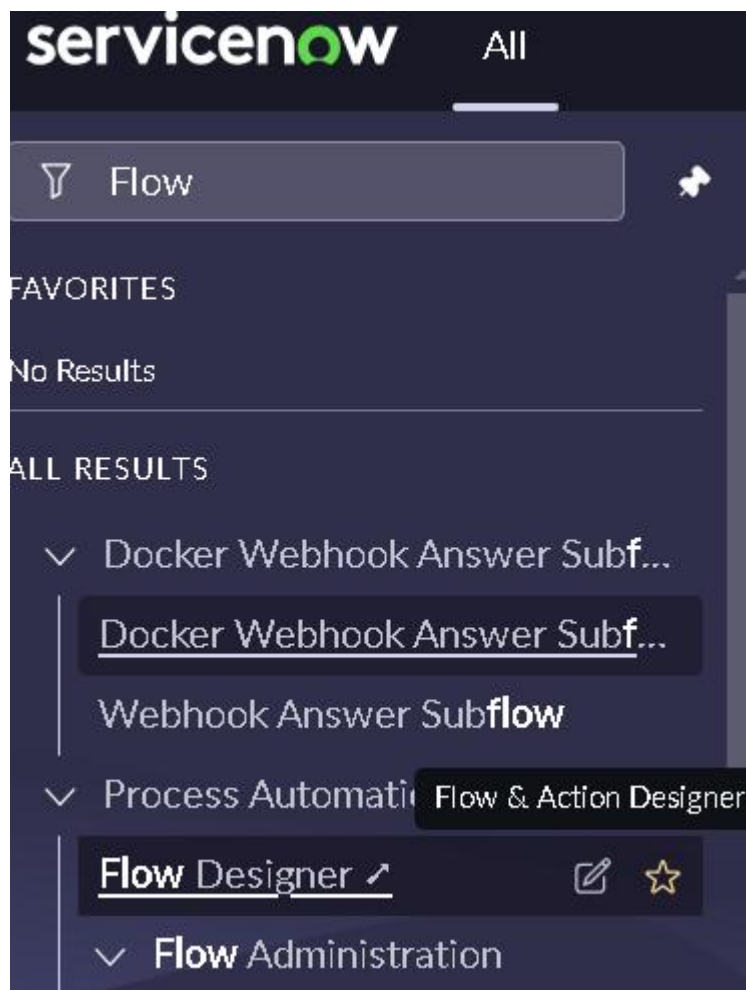 servicenow All
Flow
FAVORITES
No Results
ALL RESULTS
Docker Webhook Answer Subf...
Docker Webhook Answer Subf...
Webhook Answer Subflow
Process Automati
Flow & Action Designer
Flow Designer
Flow Administration